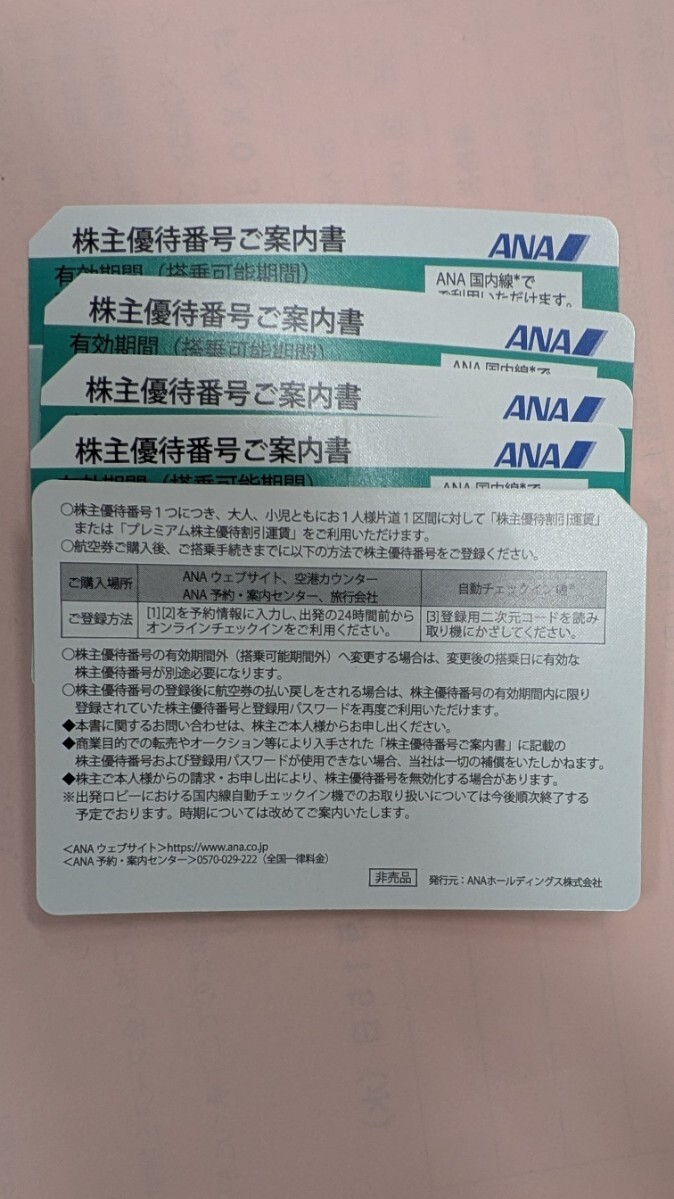 株主優待番号ご案内書 ANA
有効期間（搭乗可能期間）
ANA 国内線*で
ご利用いただけます。
株主優待番号ご案内書 ANA
有効期間（搭乗可能期間）
ANA 国内線*で
株主優待番号ご案内書 ANA
株主優待番号ご案内書 ANA
有効期間（搭乗可能期間）
ANA 国内線*で
○株主優待番号1つにつき、大人、小児ともにお1人様片道1区間に対して「株主優待割引運賃」
または「プレミアム株主優待割引運賃」をご利用いただけます。
○航空券ご購入後、ご搭乗手続きまでに以下の方法で株主優待番号をご登録ください。
ご購入場所
ANA ウェブサイト、空港カウンター
ANA 予約・案内センター、旅行会社
自動チェックイン機※
ご登録方法
[1][2]を予約情報に入力し、出発の24時間前から
オンラインチェックインをご利用ください。
[3]登録用二次元コードを読み
取り機にかざしてください。
○株主優待番号の有効期間外（搭乗可能期間外）へ変更する場合は、変更後の搭乗日に有効な
株主優待番号が別途必要になります。
○株主優待番号の登録後に航空券の払い戻しをされる場合は、株主優待番号の有効期間内に限り
登録されていた株主優待番号と登録用パスワードを再度ご利用いただけます。
◆本書に関するお問い合わせは、株主ご本人様からお申し出ください。
◆商業目的での転売やオークション等により入手された「株主優待番号ご案内書」に記載の
株主優待番号および登録用パスワードが使用できない場合、当社は一切の補償をいたしかねます。
◆株主ご本人様からの請求・お申し出により、株主優待番号を無効化する場合があります。
※出発ロビーにおける国内線自動チェックイン機でのお取り扱いについては今後順次終了する
予定でおります。時期については改めてご案内いたします。
<ANA ウェブサイト>https://www.ana.co.jp
<ANA 予約・案内センター>0570-029-222（全国一律料金）
非売品 発行元：ANAホールディングス株式会社